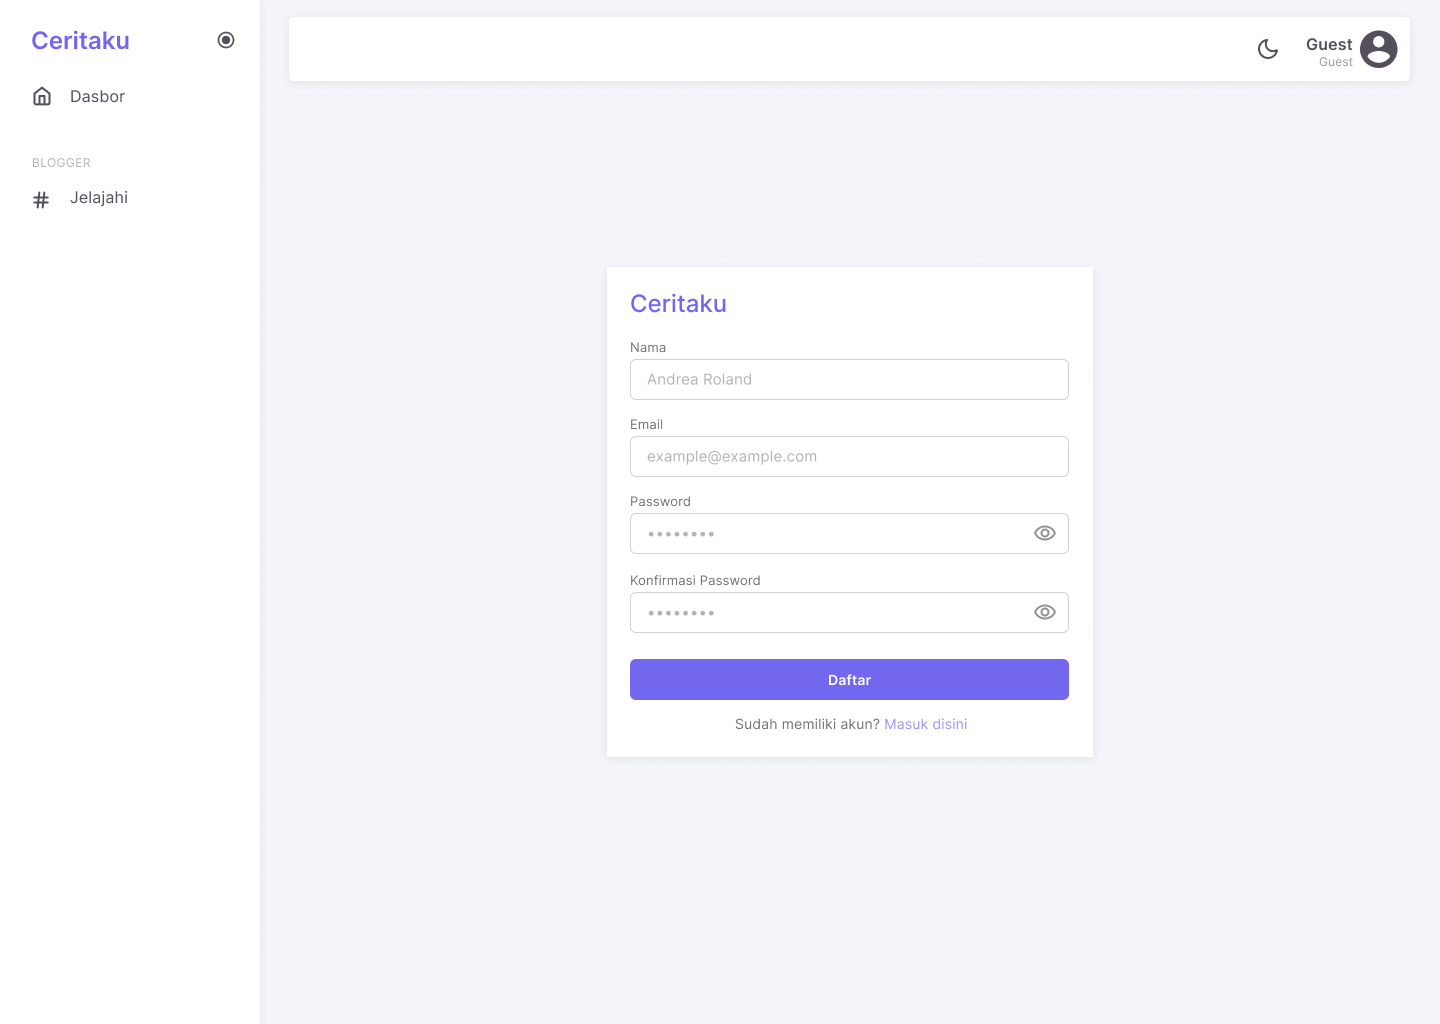 Ceritaku
Dasbor
BLOGGER
Jelajahi
Guest
Guest
Ceritaku
Nama
Andrea Roland
Email
example@example.com
Password
••••••••
Konfirmasi Password
••••••••
Daftar
Sudah memiliki akun? Masuk disini